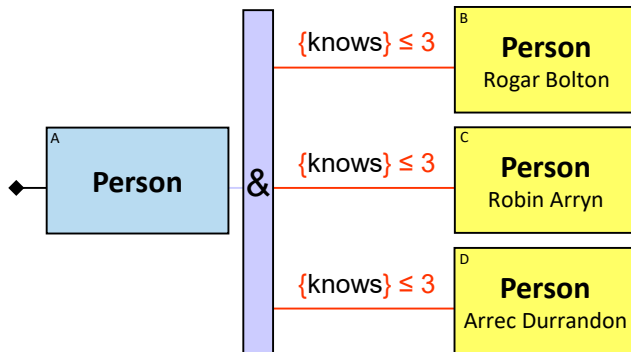 {knows} ≤ 3
B
Person
Rogar Bolton
A
Person
&
{knows} ≤ 3
C
Person
Robin Arryn
{knows} ≤ 3
D
Person
Arrec Durrandon